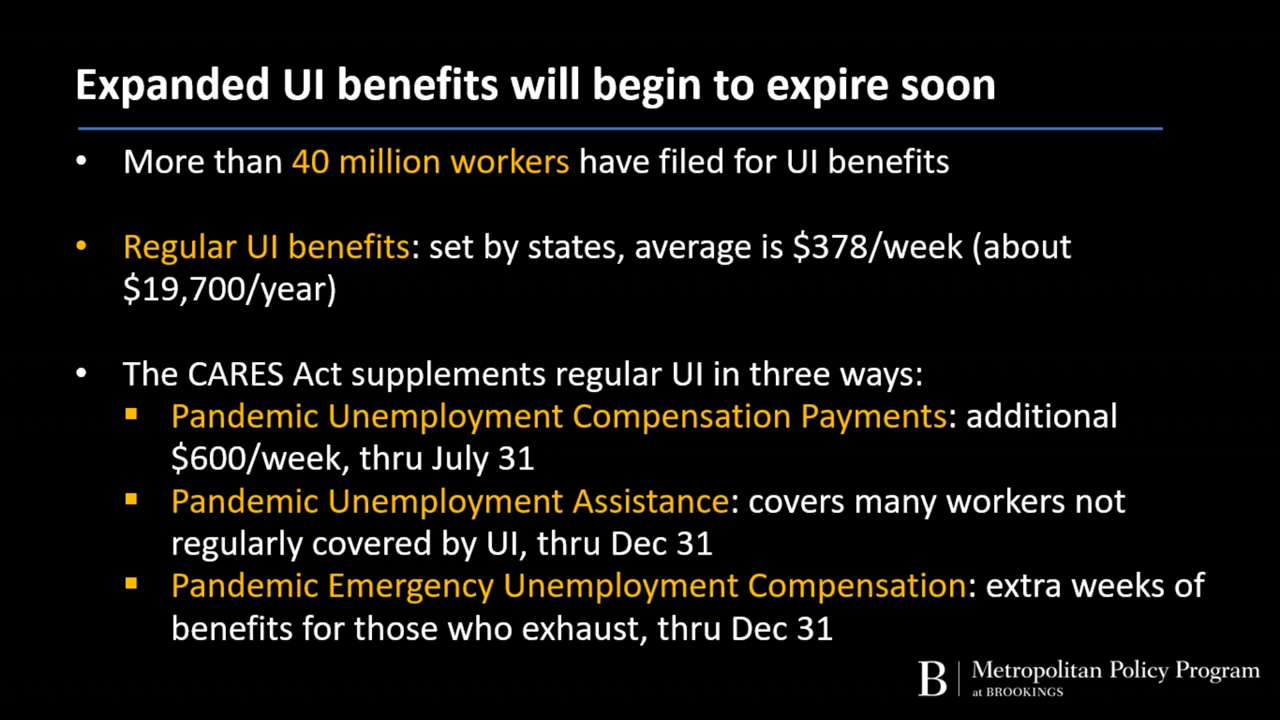 Expanded UI benefits will begin to expire soon
• More than 40 million workers have filed for UI benefits
• Regular UI benefits: set by states, average is $378/week (about
$19,700/year)
• The CARES Act supplements regular UI in three ways:
▪ Pandemic Unemployment Compensation Payments: additional
$600/week, thru July 31
▪ Pandemic Unemployment Assistance: covers many workers not
regularly covered by UI, thru Dec 31
▪ Pandemic Emergency Unemployment Compensation: extra weeks of
benefits for those who exhaust, thru Dec 31
B | Metropolitan Policy Program
at BROOKINGS